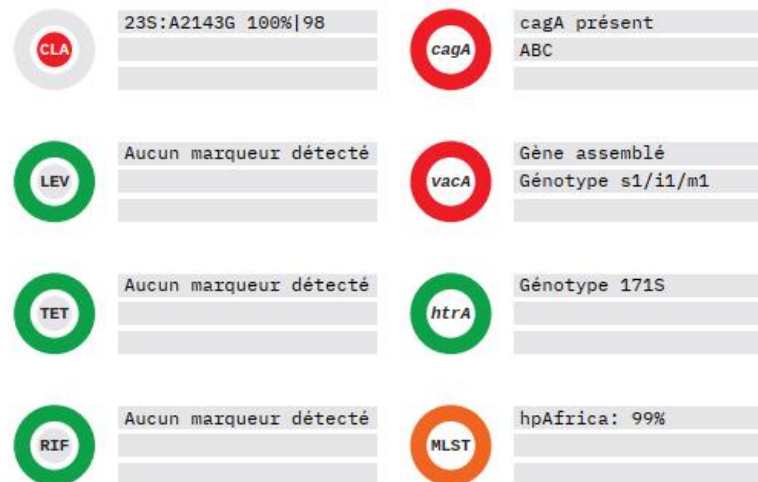 CLA
23S:A2143G 100%|98
cagA
cagA présent
ABC
LEV
Aucun marqueur détecté
vacA
Gène assemblé
Génotype s1/i1/m1
TET
Aucun marqueur détecté
htrA
Génotype 171S
RIF
Aucun marqueur détecté
MLST
hpAfrica: 99%